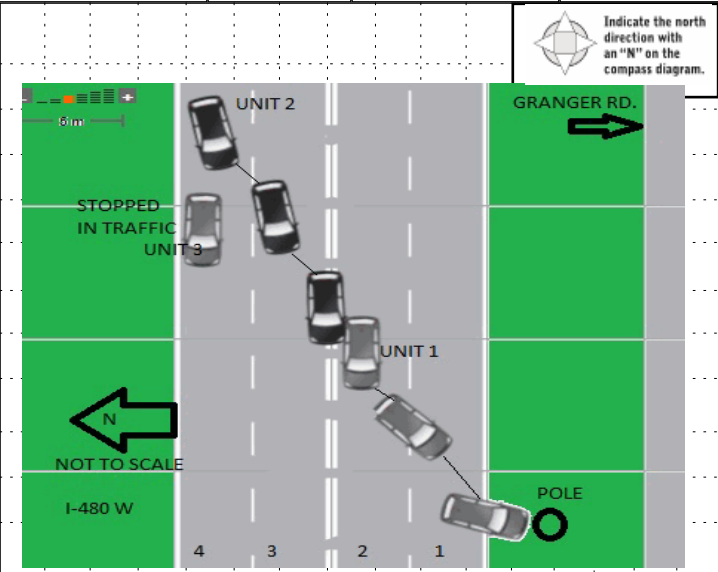 Indicate the north
direction with
an "N" on the
compass diagram.
6 m
UNIT 2
GRANGER RD.
STOPPED
IN TRAFFIC
UNIT 3
UNIT 1
N
NOT TO SCALE
I-480 W
POLE
4 3 2 1